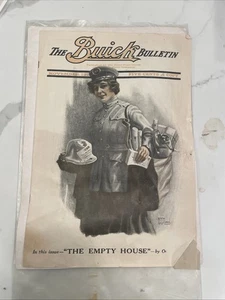 THE Buick BULLETIN
In this issue—"THE EMPTY HOUSE"—by O.